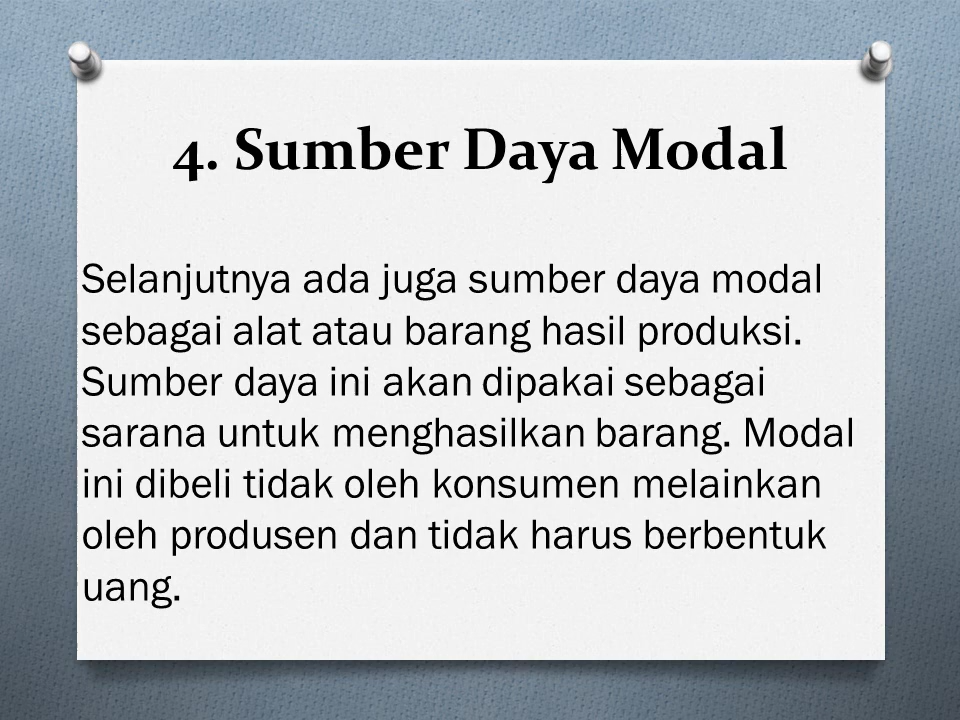 4. Sumber Daya Modal
Selanjutnya ada juga sumber daya modal
sebagai alat atau barang hasil produksi.
Sumber daya ini akan dipakai sebagai
sarana untuk menghasilkan barang. Modal
ini dibeli tidak oleh konsumen melainkan
oleh produsen dan tidak harus berbentuk
uang.